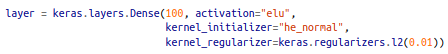 layer = keras.layers.Dense(100, activation="elu",
kernel_initializer="he_normal",
kernel_regularizer=keras.regularizers.l2(0.01))